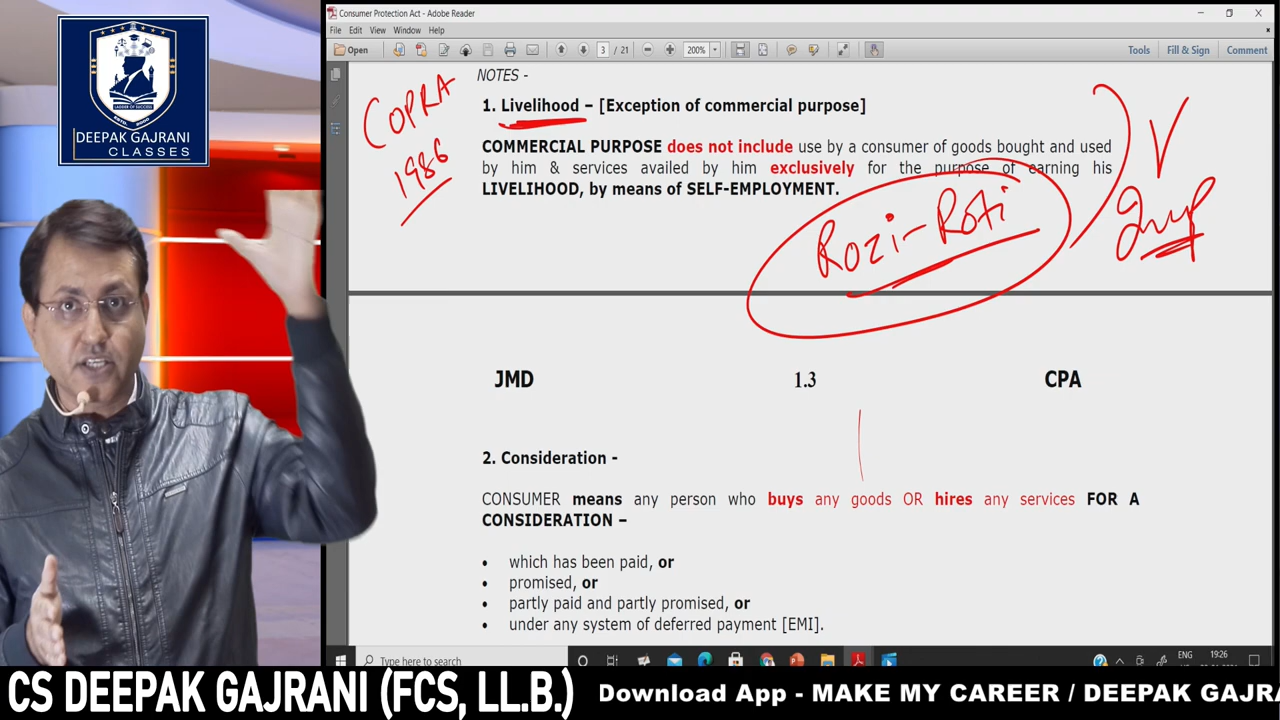 Consumer Protection Act - Adobe Reader
File Edit View Window Help
Open 3 / 21 200% Tools Fill & Sign Comment
LADDER OF SUCCESS
DEEPAK GAJRANI
CLASSES
NOTES -
COPRA
1986
1. Livelihood – [Exception of commercial purpose]
COMMERCIAL PURPOSE does not include use by a consumer of goods bought and used
by him & services availed by him exclusively for the purpose of earning his
LIVELIHOOD, by means of SELF-EMPLOYMENT.
Rozi-Roti
V
Imp
JMD 1.3 CPA
2. Consideration -
CONSUMER means any person who buys any goods OR hires any services FOR A
CONSIDERATION –
• which has been paid, or
• promised, or
• partly paid and partly promised, or
• under any system of deferred payment [EMI].
Type here to search
ENG
19:26
CS DEEPAK GAJRANI (FCS, LL.B.)
Download App - MAKE MY CAREER / DEEPAK GAJRA